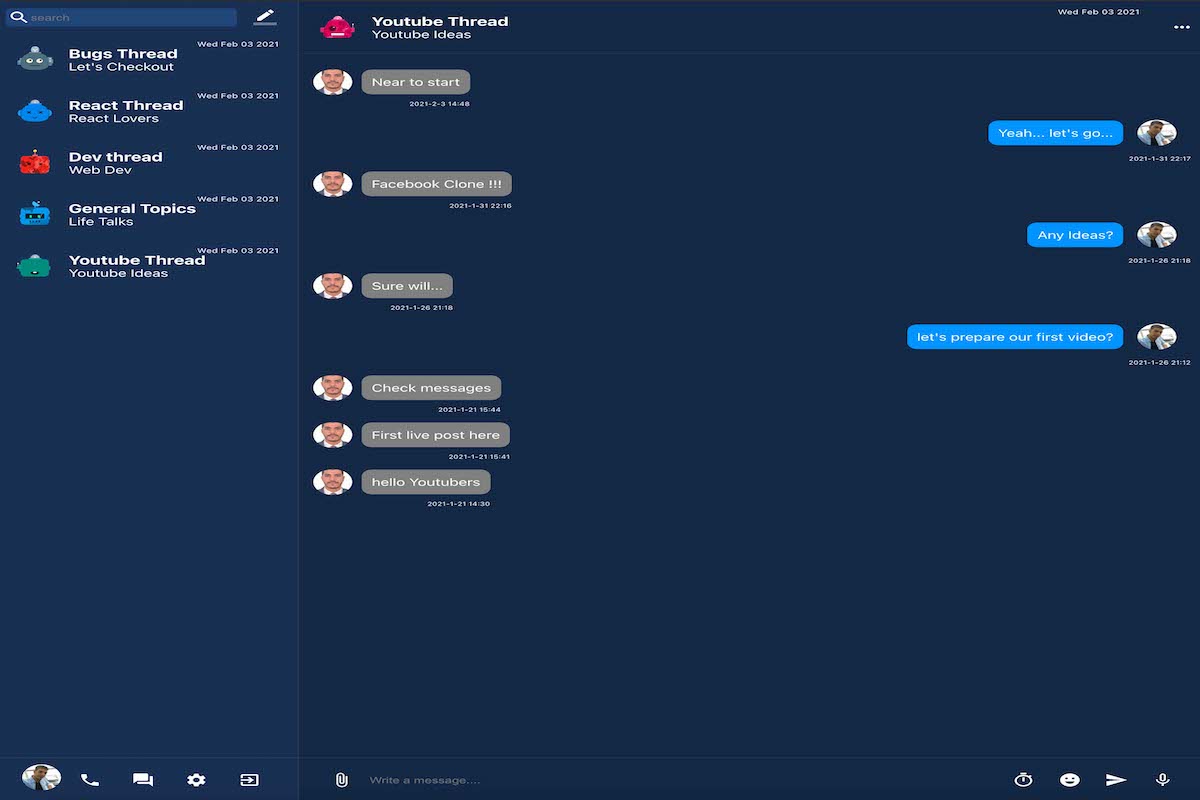 search
Wed Feb 03 2021
Bugs Thread
Let's Checkout
Wed Feb 03 2021
React Thread
React Lovers
Wed Feb 03 2021
Dev thread
Web Dev
Wed Feb 03 2021
General Topics
Life Talks
Wed Feb 03 2021
Youtube Thread
Youtube Ideas
Youtube Thread
Youtube Ideas
Wed Feb 03 2021
Near to start
2021-2-3 14:48
Yeah... let's go...
2021-1-31 22:17
Facebook Clone !!!
2021-1-31 22:16
Any Ideas?
2021-1-26 21:18
Sure will...
2021-1-26 21:18
let's prepare our first video?
2021-1-26 21:12
Check messages
2021-1-21 15:44
First live post here
2021-1-21 15:41
hello Youtubers
2021-1-21 14:30
Write a message....